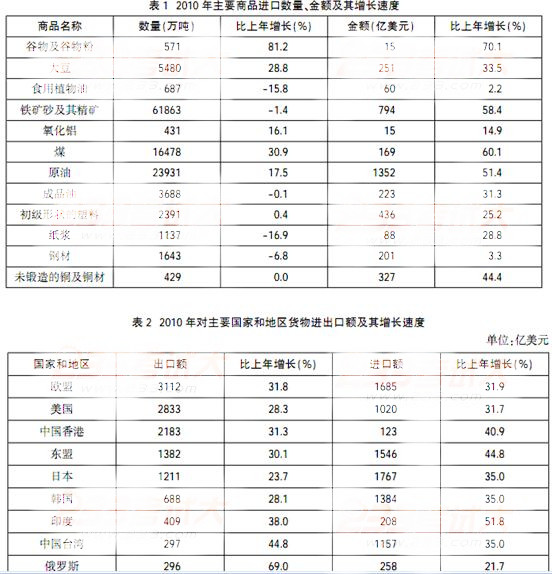 表 1 2010 年主要商品进口数量、金额及其增长速度
商品名称 数量(万吨) 比上年增长(%) 金额(亿美元) 比上年增长(%)
谷物及谷物粉 571 81.2 15 70.1
大豆 5480 28.8 251 33.5
食用植物油 687 -15.8 60 2.2
铁矿砂及其精矿 61863 -1.4 794 58.4
氧化铝 431 16.1 15 14.9
煤 16478 30.9 169 60.1
原油 23931 17.5 1352 51.4
成品油 3688 -0.1 223 31.3
初级形状的塑料 2391 0.4 436 25.2
纸浆 1137 -16.9 88 28.8
钢材 1643 -6.8 201 3.3
未锻造的铜及铜材 429 0.0 327 44.4
表 2 2010 年对主要国家和地区货物进出口额及其增长速度
单位:亿美元
国家和地区 出口额 比上年增长(%) 进口额 比上年增长(%)
欧盟 3112 31.8 1685 31.9
美国 2833 28.3 1020 31.7
中国香港 2183 31.3 123 40.9
东盟 1382 30.1 1546 44.8
日本 1211 23.7 1767 35.0
韩国 688 28.1 1384 35.0
印度 409 38.0 208 51.8
中国台湾 297 44.8 1157 35.0
俄罗斯 296 69.0 258 21.7